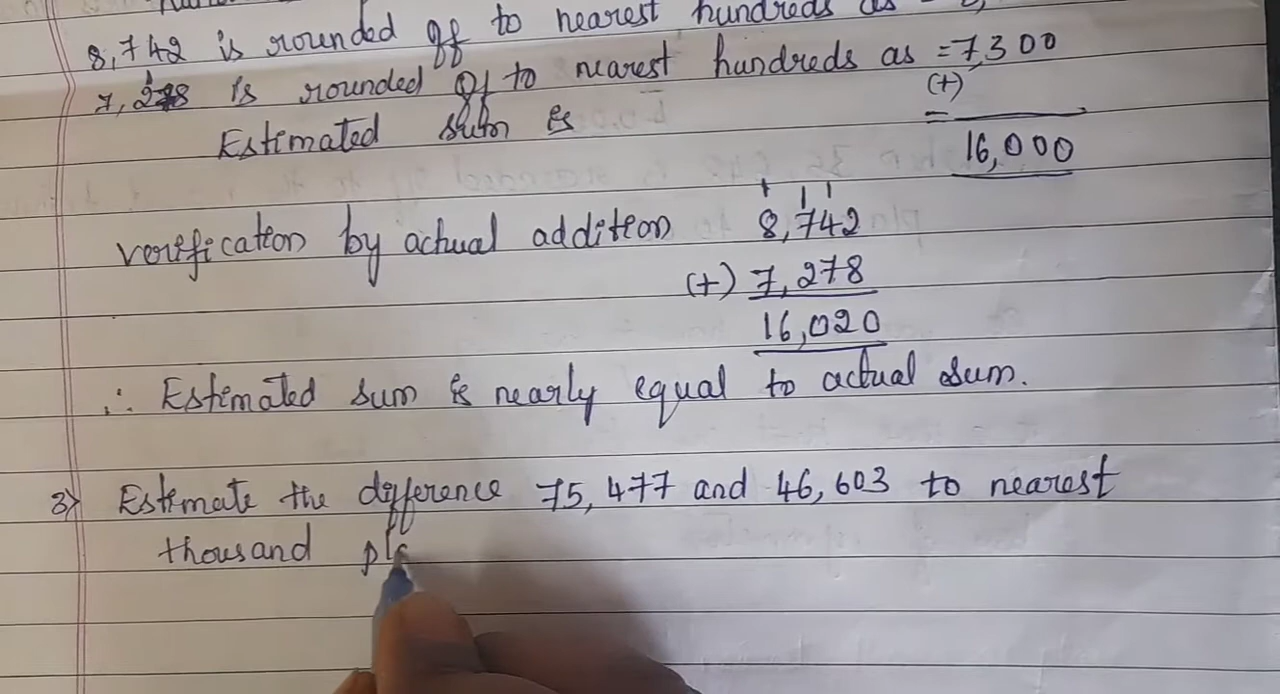 8,742 is rounded off to nearest hundreds as =
7,278 is rounded off to nearest hundreds as = 7,300
Estimated sum is (+)
= 16,000
Verification by actual addition 8,742
(+) 7,278
16,020
∴ Estimated sum is nearly equal to actual sum.
3) Estimate the difference 75,477 and 46,603 to nearest
thousand pla